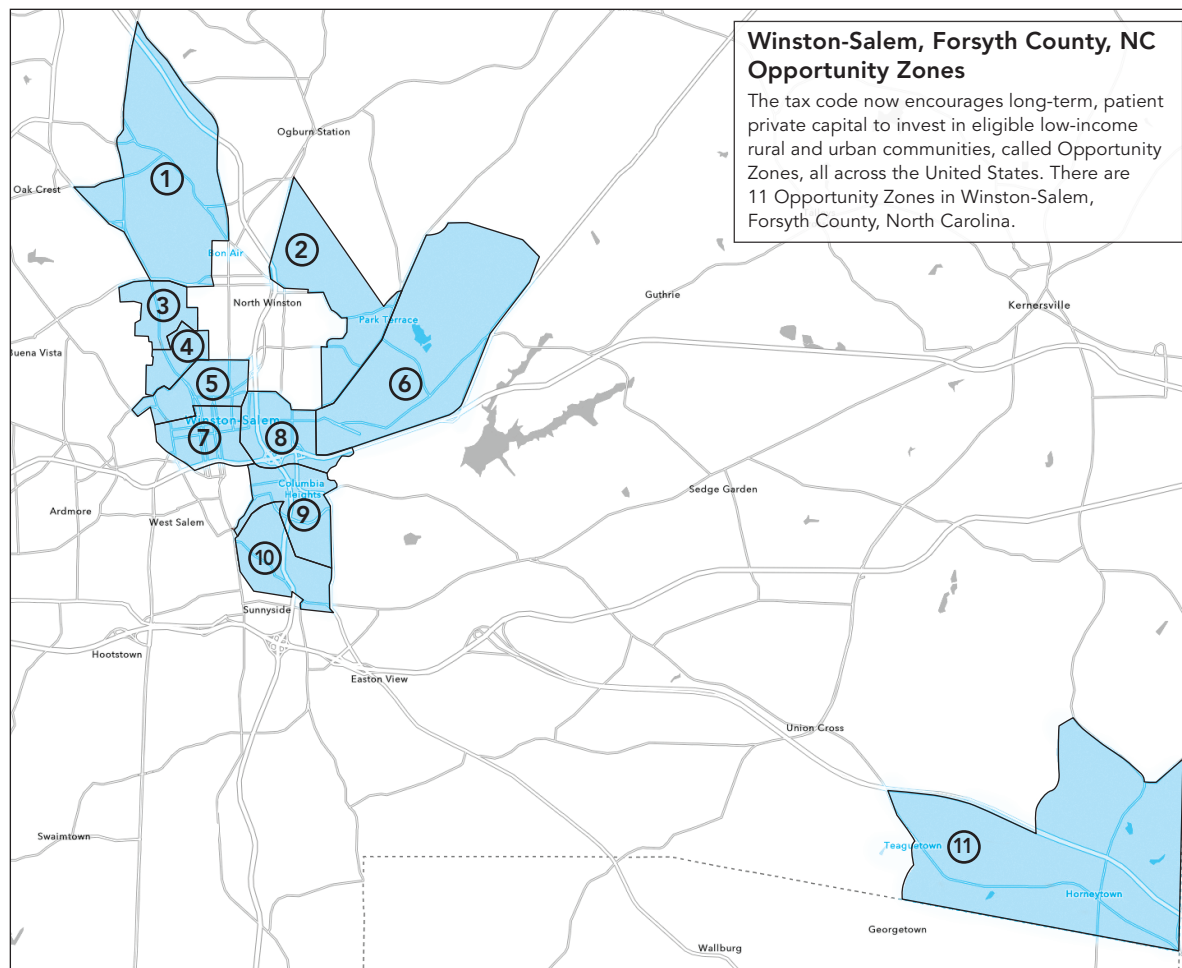 Winston-Salem, Forsyth County, NC
Opportunity Zones
The tax code now encourages long-term, patient
private capital to invest in eligible low-income
rural and urban communities, called Opportunity
Zones, all across the United States. There are
11 Opportunity Zones in Winston-Salem,
Forsyth County, North Carolina.
Ogburn Station
1
Oak Crest
2
Bon Air
North Winston
3
Guthrie
Kernersville
Park Terrace
4
Buena Vista
5
6
Winston-Salem
7
8
Columbia
Heights
Sedge Garden
Ardmore
West Salem
9
10
Sunnyside
Hootstown
Easton View
Union Cross
Swaimtown
Teaguetown
11
Horneytown
Georgetown
Wallburg